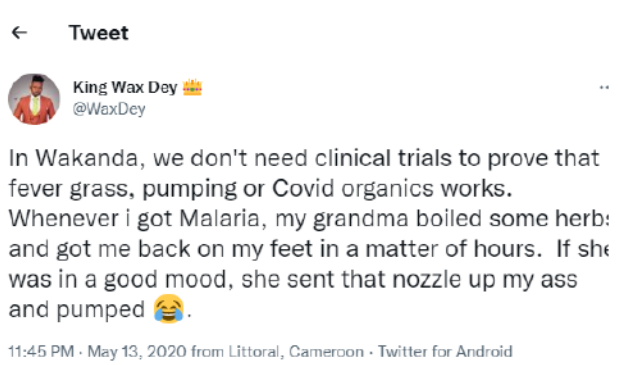 Tweet
King Wax Dey 👑
@WaxDey
In Wakanda, we don't need clinical trials to prove that
fever grass, pumping or Covid organics works.
Whenever i got Malaria, my grandma boiled some herbs
and got me back on my feet in a matter of hours. If she
was in a good mood, she sent that nozzle up my ass
and pumped 😂.
11:45 PM · May 13, 2020 from Littoral, Cameroon · Twitter for Android